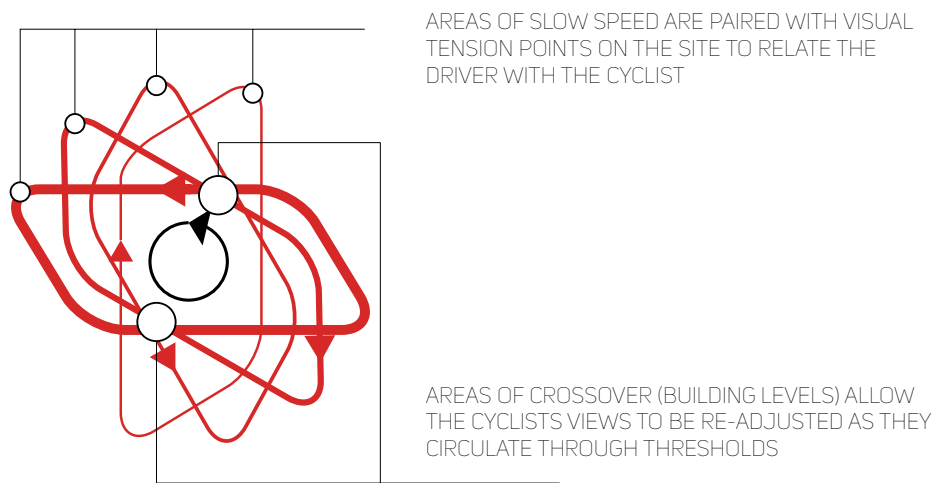 AREAS OF SLOW SPEED ARE PAIRED WITH VISUAL
TENSION POINTS ON THE SITE TO RELATE THE
DRIVER WITH THE CYCLIST
AREAS OF CROSSOVER (BUILDING LEVELS) ALLOW
THE CYCLISTS VIEWS TO BE RE-ADJUSTED AS THEY
CIRCULATE THROUGH THRESHOLDS